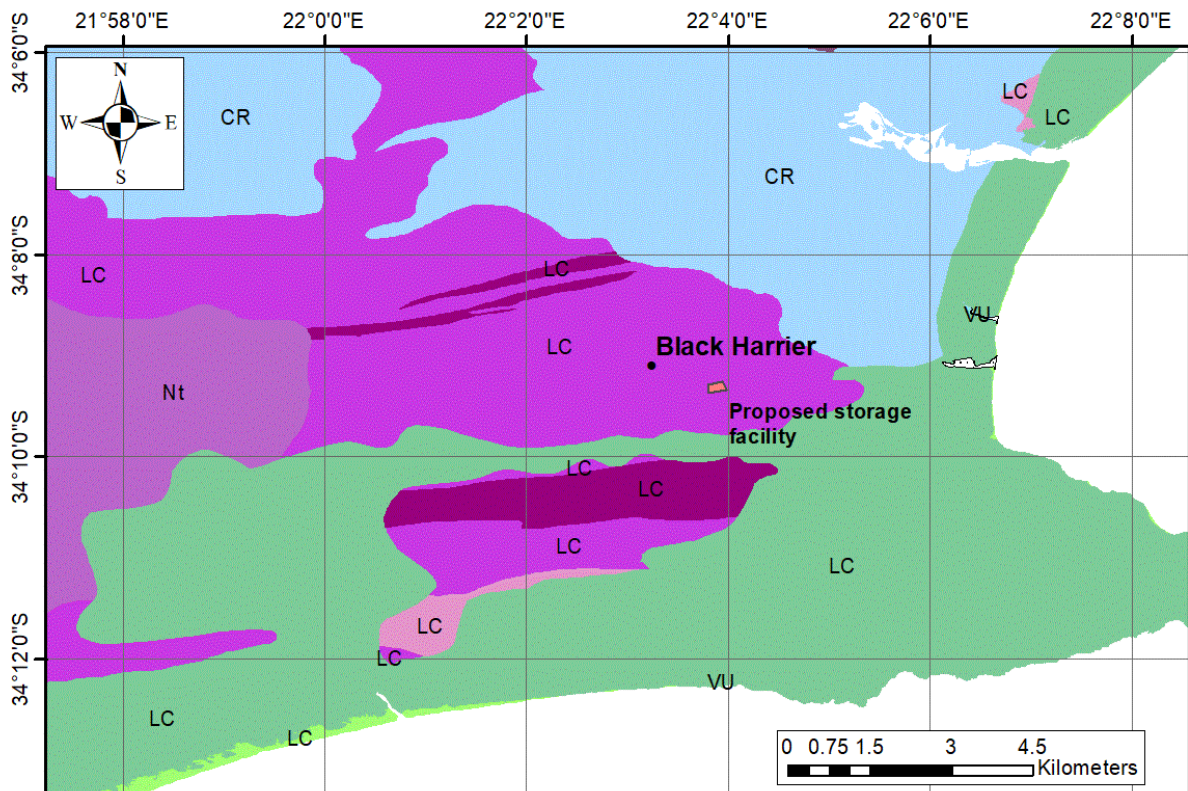 21°58'0"E 22°0'0"E 22°2'0"E 22°4'0"E 22°6'0"E 22°8'0"E
34°6'0"S
N
W E
S
CR
LC
LC
CR
34°8'0"S
LC
LC
VU
LC
Black Harrier
Nt
Proposed storage
facility
34°10'0"S
LC
LC
LC
LC
LC
34°12'0"S
LC
VU
LC
LC
0 0.75 1.5 3 4.5
Kilometers